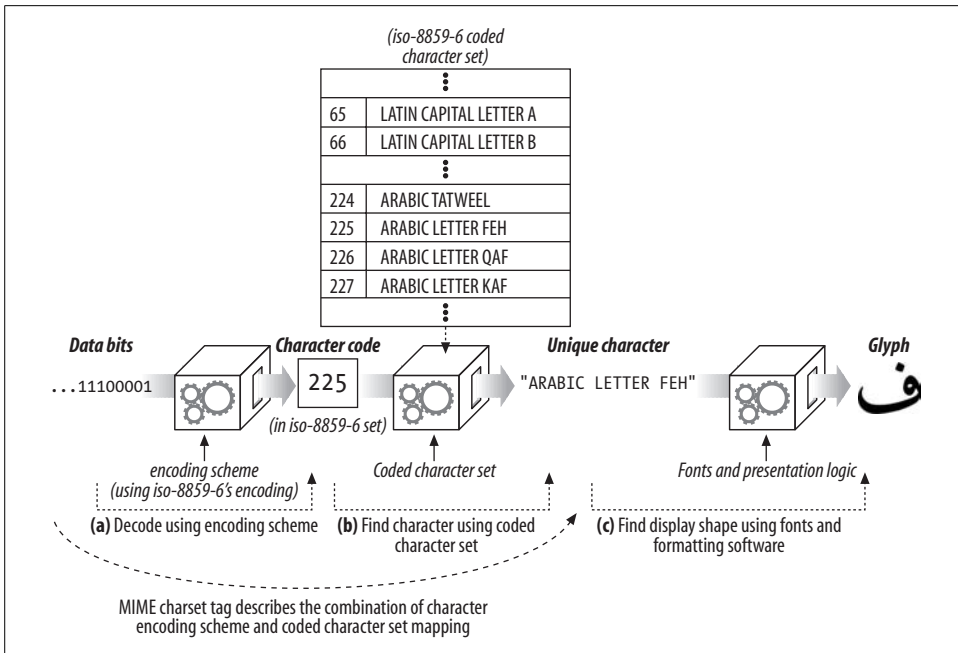 (iso-8859-6 coded
character set)
65 LATIN CAPITAL LETTER A
66 LATIN CAPITAL LETTER B
224 ARABIC TATWEEL
225 ARABIC LETTER FEH
226 ARABIC LETTER QAF
227 ARABIC LETTER KAF
Data bits Character code Unique character Glyph
...11100001 225 "ARABIC LETTER FEH" ف
(in iso-8859-6 set)
encoding scheme
(using iso-8859-6’s encoding)
Coded character set
Fonts and presentation logic
(a) Decode using encoding scheme
(b) Find character using coded
character set
(c) Find display shape using fonts and
formatting software
MIME charset tag describes the combination of character
encoding scheme and coded character set mapping